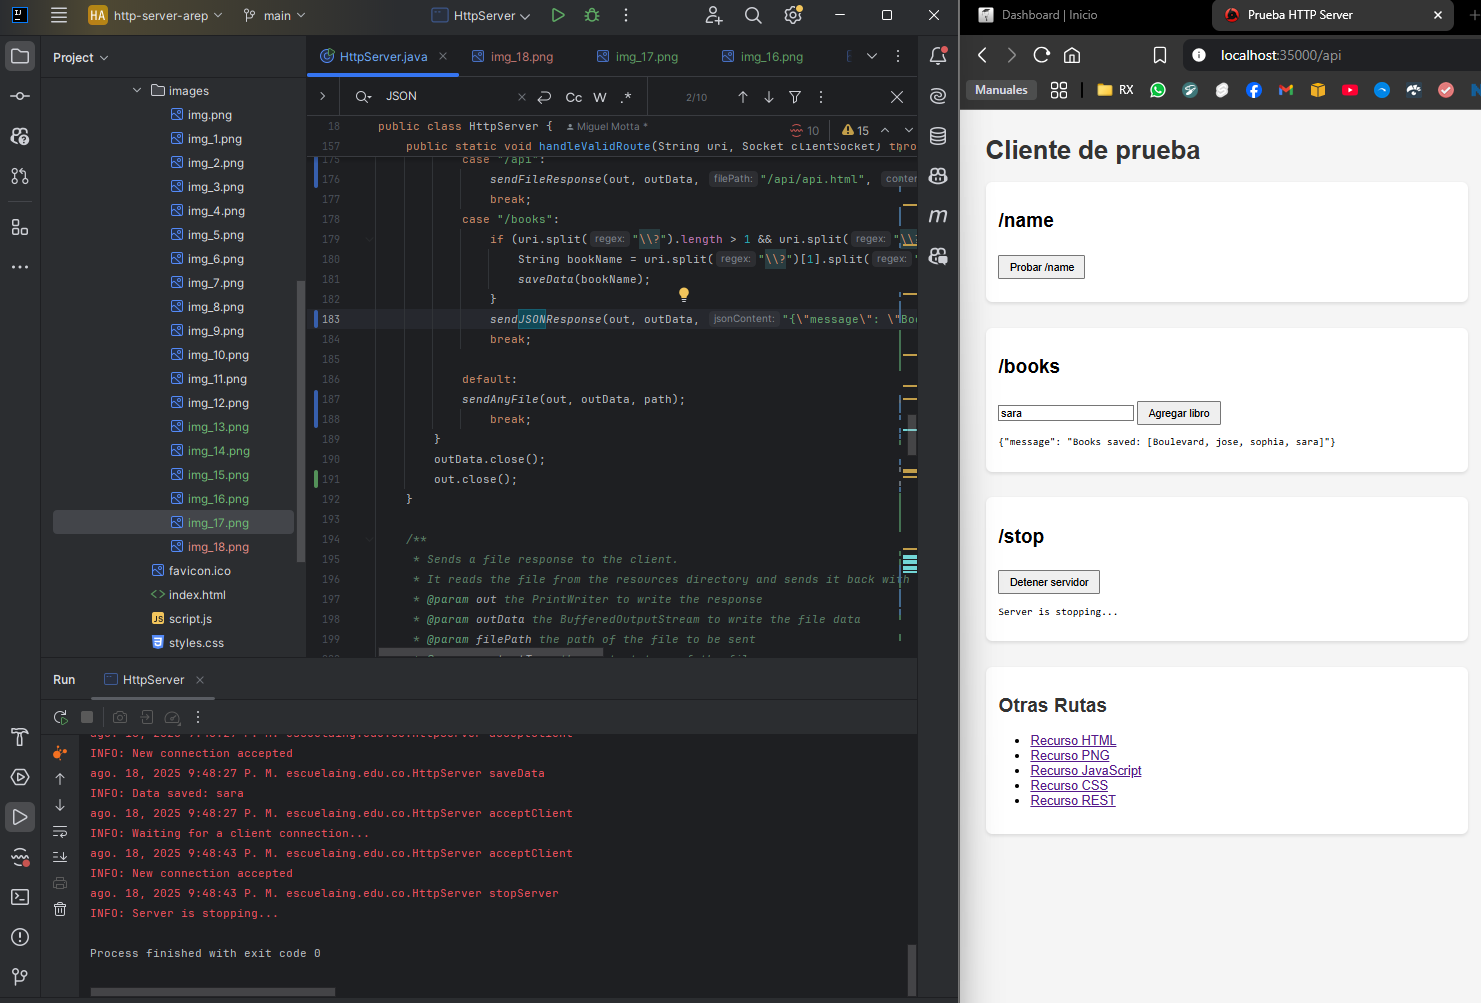 HA http-server-arep main HttpServer
Project
HttpServer.java img_18.png img_17.png img_16.png
JSON Cc W .* 2/10
images
img.png
img_1.png
img_2.png
img_3.png
img_4.png
img_5.png
img_6.png
img_7.png
img_8.png
img_9.png
img_10.png
img_11.png
img_12.png
img_13.png
img_14.png
img_15.png
img_16.png
img_17.png
img_18.png
favicon.ico
index.html
script.js
styles.css
10 15
18 public class HttpServer { Miguel Motta *
157 public static void handleValidRoute(String uri, Socket clientSocket)
175 case "/api":
176 sendFileResponse(out, outData, filePath: "/api/api.html",
177 break;
178 case "/books":
179 if (uri.split( regex: "\\?").length > 1 && uri.split( regex:
180 String bookName = uri.split( regex: "\\?")[1].split( regex:
181 saveData(bookName);
182 }
183 sendJSONResponse(out, outData, jsonContent: "{\"message\": \"Boo
184 break;
185
186 default:
187 sendAnyFile(out, outData, path);
188 break;
189 }
190 outData.close();
191 out.close();
192 }
193
194 /**
195 * Sends a file response to the client.
196 * It reads the file from the resources directory and sends it back with
197 * @param out the PrintWriter to write the response
198 * @param outData the BufferedOutputStream to write the file data
199 * @param filePath the path of the file to be sent
Run HttpServer
INFO: New connection accepted
ago. 18, 2025 9:48:27 P. M. escuelaing.edu.co.HttpServer saveData
INFO: Data saved: sara
ago. 18, 2025 9:48:27 P. M. escuelaing.edu.co.HttpServer acceptClient
INFO: Waiting for a client connection...
ago. 18, 2025 9:48:43 P. M. escuelaing.edu.co.HttpServer acceptClient
INFO: New connection accepted
ago. 18, 2025 9:48:43 P. M. escuelaing.edu.co.HttpServer stopServer
INFO: Server is stopping...
Process finished with exit code 0
Dashboard | Inicio Prueba HTTP Server
localhost:35000/api
Manuales RX
Cliente de prueba
/name
Probar /name
/books
sara Agregar libro
{"message": "Books saved: [Boulevard, jose, sophia, sara]"}
/stop
Detener servidor
Server is stopping...
Otras Rutas
Recurso HTML
Recurso PNG
Recurso JavaScript
Recurso CSS
Recurso REST